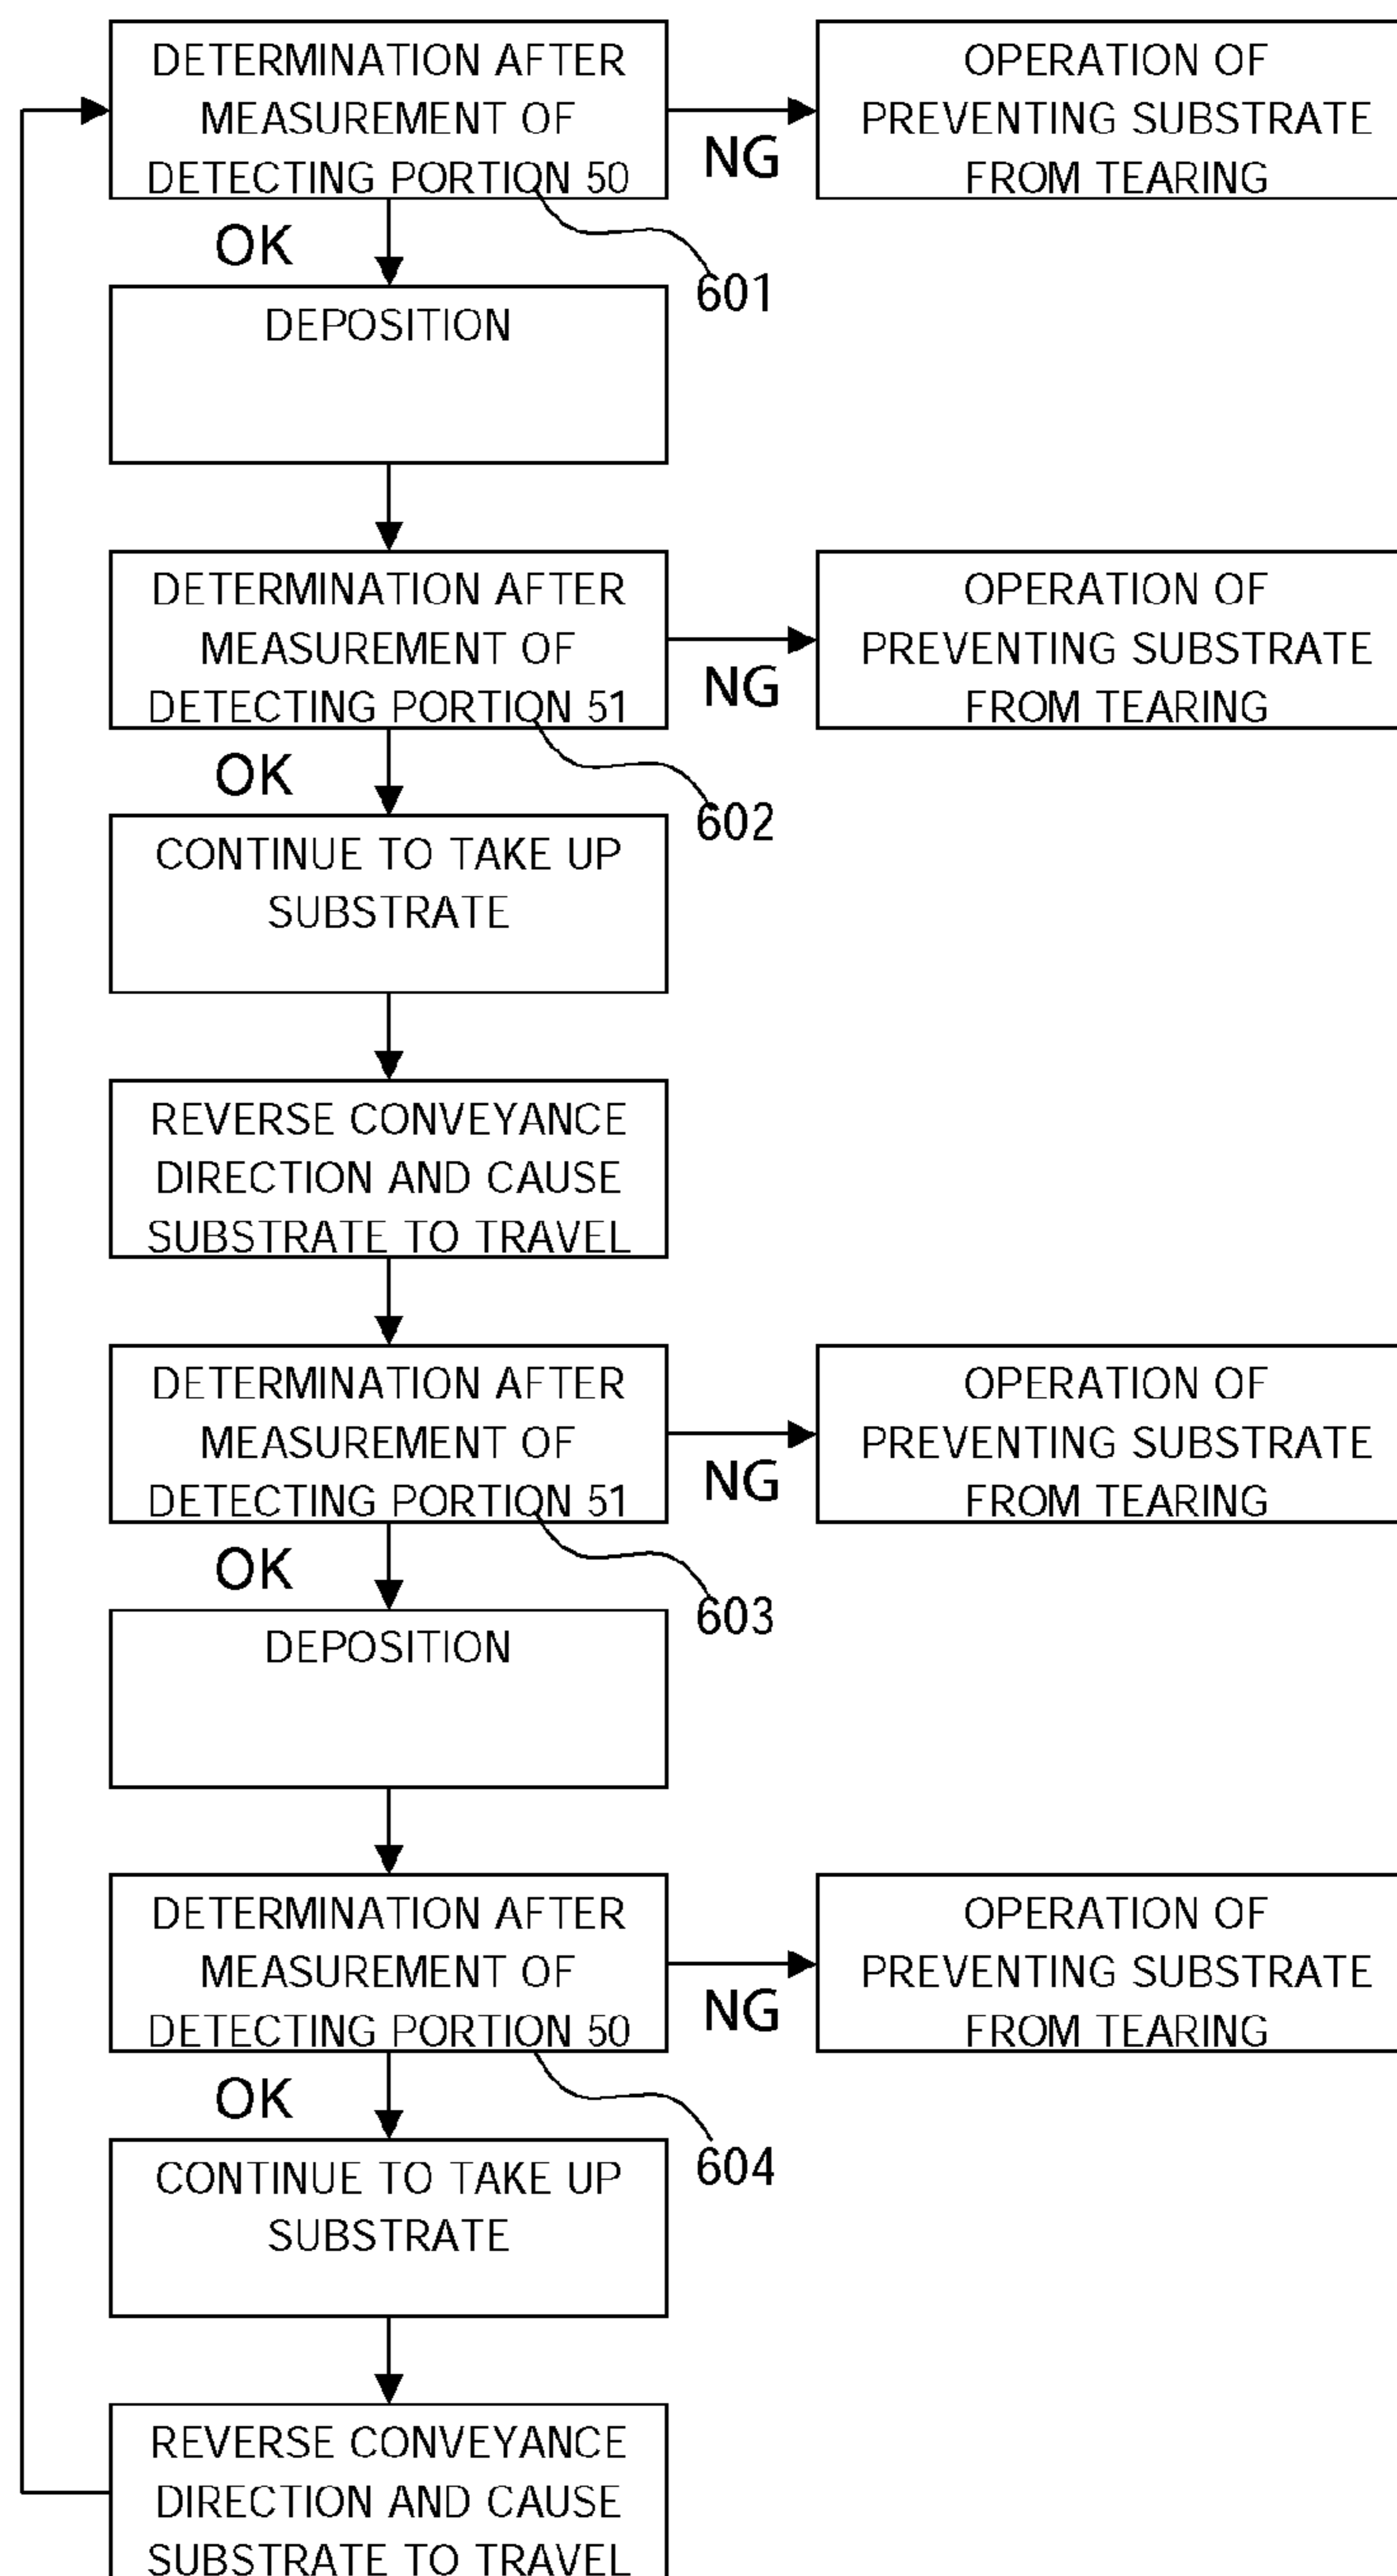 DETERMINATION AFTER
MEASUREMENT OF
DETECTING PORTION 50
NG
OPERATION OF
PREVENTING SUBSTRATE
FROM TEARING
OK
601
DEPOSITION
DETERMINATION AFTER
MEASUREMENT OF
DETECTING PORTION 51
NG
OPERATION OF
PREVENTING SUBSTRATE
FROM TEARING
OK
602
CONTINUE TO TAKE UP
SUBSTRATE
REVERSE CONVEYANCE
DIRECTION AND CAUSE
SUBSTRATE TO TRAVEL
DETERMINATION AFTER
MEASUREMENT OF
DETECTING PORTION 51
NG
OPERATION OF
PREVENTING SUBSTRATE
FROM TEARING
OK
603
DEPOSITION
DETERMINATION AFTER
MEASUREMENT OF
DETECTING PORTION 50
NG
OPERATION OF
PREVENTING SUBSTRATE
FROM TEARING
OK
604
CONTINUE TO TAKE UP
SUBSTRATE
REVERSE CONVEYANCE
DIRECTION AND CAUSE
SUBSTRATE TO TRAVEL